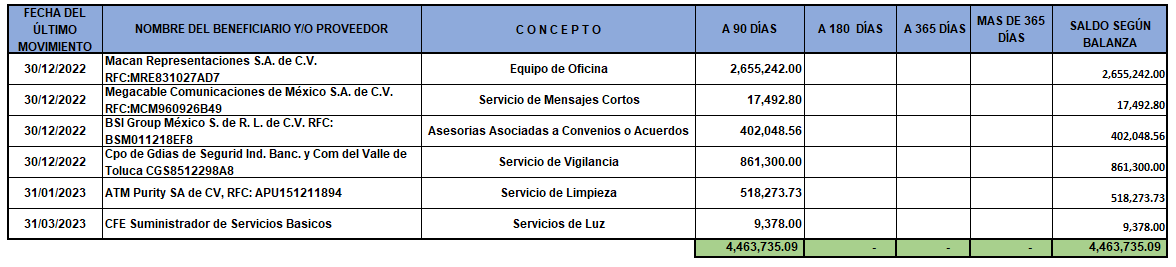 FECHA DEL ÚLTIMO MOVIMIENTO NOMBRE DEL BENEFICIARIO Y/O PROVEEDOR C O N C E P T O A 90 DÍAS A 180 DÍAS A 365 DÍAS MAS DE 365 DÍAS SALDO SEGÚN BALANZA
30/12/2022 Macan Representaciones S.A. de C.V. RFC:MRE831027AD7 Equipo de Oficina 2,655,242.00 2,655,242.00
30/12/2022 Megacable Comunicaciones de México S.A. de C.V. RFC:MCM960926B49 Servicio de Mensajes Cortos 17,492.80 17,492.80
30/12/2022 BSI Group México S. de R. L. de C.V. RFC: BSM011218EF8 Asesorias Asociadas a Convenios o Acuerdos 402,048.56 402,048.56
30/12/2022 Cpo de Gdias de Segurid Ind. Banc. y Com del Valle de Toluca CGS8512298A8 Servicio de Vigilancia 861,300.00 861,300.00
31/01/2023 ATM Purity SA de CV, RFC: APU151211894 Servicio de Limpieza 518,273.73 518,273.73
31/03/2023 CFE Suministrador de Servicios Basicos Servicios de Luz 9,378.00 9,378.00
4,463,735.09 - - - 4,463,735.09